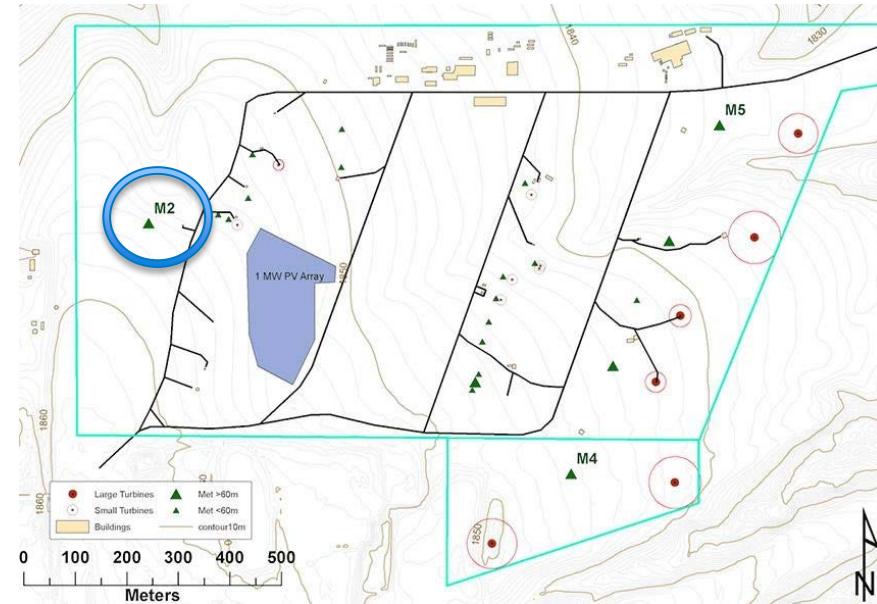 1840
1830
M5
M2
1 MW PV Array
1850
1860
M4
1860
1850
Large Turbines
Met >60m
Small Turbines
Met <60m
Buildings
contour10m
0 100 200 300 400 500
Meters
N